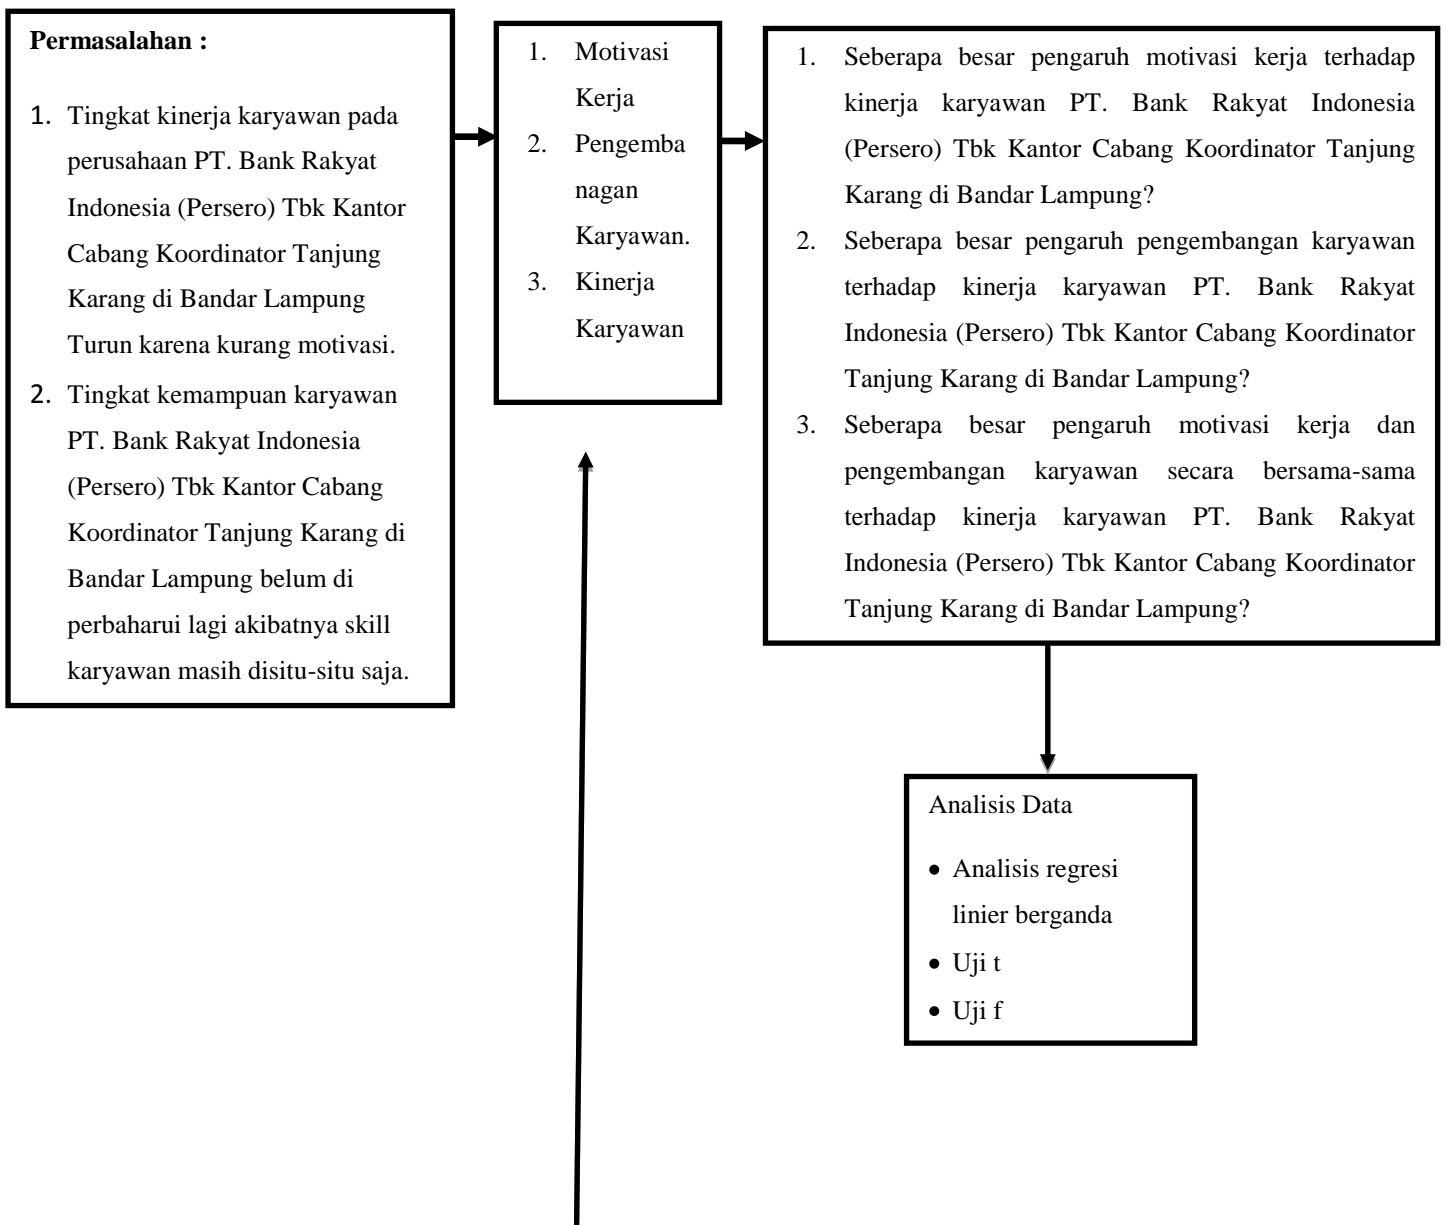 Permasalahan :
1. Tingkat kinerja karyawan pada
perusahaan PT. Bank Rakyat
Indonesia (Persero) Tbk Kantor
Cabang Koordinator Tanjung
Karang di Bandar Lampung
Turun karena kurang motivasi.
2. Tingkat kemampuan karyawan
PT. Bank Rakyat Indonesia
(Persero) Tbk Kantor Cabang
Koordinator Tanjung Karang di
Bandar Lampung belum di
perbaharui lagi akibatnya skill
karyawan masih disitu-situ saja.
1. Motivasi
Kerja
2. Pengemba
nagan
Karyawan.
3. Kinerja
Karyawan
1. Seberapa besar pengaruh motivasi kerja terhadap
kinerja karyawan PT. Bank Rakyat Indonesia
(Persero) Tbk Kantor Cabang Koordinator Tanjung
Karang di Bandar Lampung?
2. Seberapa besar pengaruh pengembangan karyawan
terhadap kinerja karyawan PT. Bank Rakyat
Indonesia (Persero) Tbk Kantor Cabang Koordinator
Tanjung Karang di Bandar Lampung?
3. Seberapa besar pengaruh motivasi kerja dan
pengembangan karyawan secara bersama-sama
terhadap kinerja karyawan PT. Bank Rakyat
Indonesia (Persero) Tbk Kantor Cabang Koordinator
Tanjung Karang di Bandar Lampung?
Analisis Data
• Analisis regresi
linier berganda
• Uji t
• Uji f